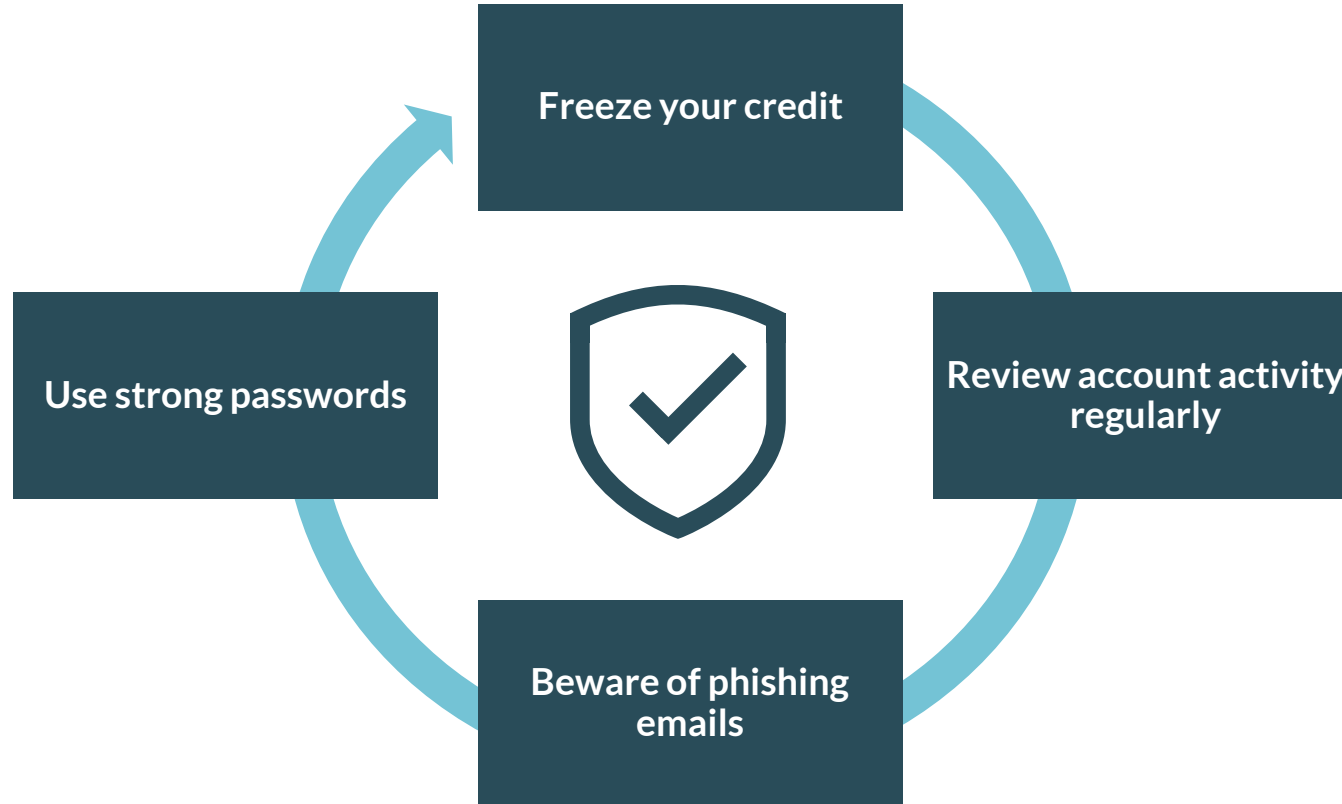 Freeze your credit
Review account activity
regularly
Beware of phishing
emails
Use strong passwords